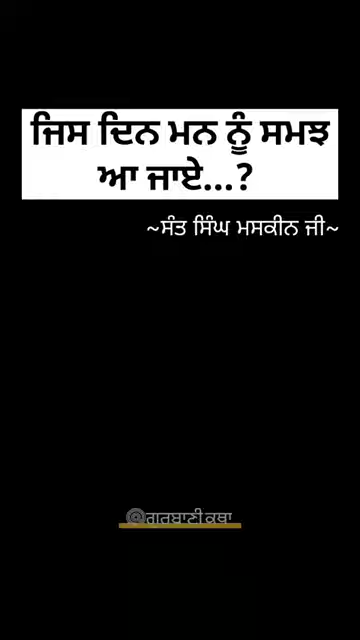 ਜਿਸ ਦਿਨ ਮਨ ਨੂੰ ਸਮਝ
ਆ ਜਾਏ...?
~ਸੰਤ ਸਿੰਘ ਮਸਕੀਨ ਜੀ~
@ਗੁਰਬਾਣੀ ਕਥਾ